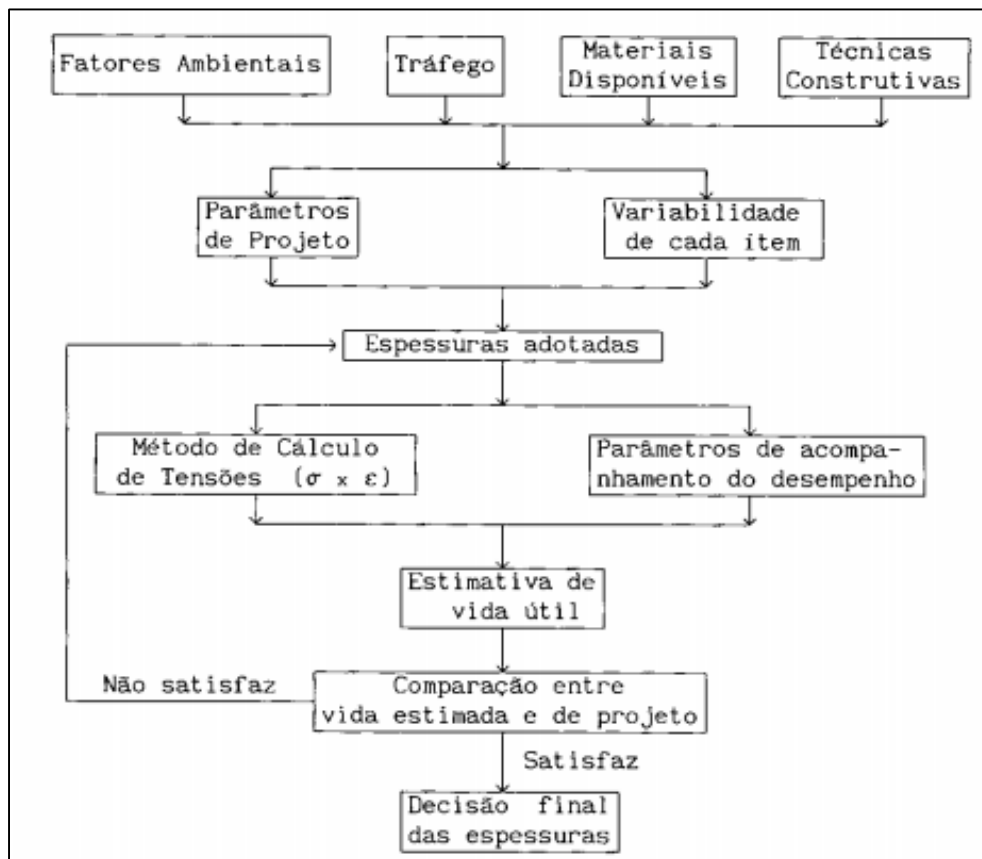 Fatores Ambientais
Tráfego
Materiais
Disponíveis
Técnicas
Construtivas
Parâmetros
de Projeto
Variabilidade
de cada ítem
Espessuras adotadas
Método de Cálculo
de Tensões (σ x ε)
Parâmetros de acompa-
nhamento do desempenho
Estimativa de
vida útil
Não satisfaz
Comparação entre
vida estimada e de projeto
Satisfaz
Decisão final
das espessuras